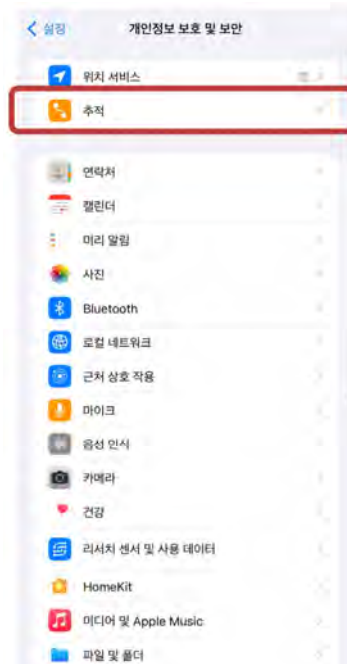 설정
개인정보 보호 및 보안
위치 서비스
추적
연락처
캘린더
미리 알림
사진
Bluetooth
로컬 네트워크
근처 상호 작용
마이크
음성 인식
카메라
건강
리서치 센서 및 사용 데이터
HomeKit
미디어 및 Apple Music
파일 및 폴더